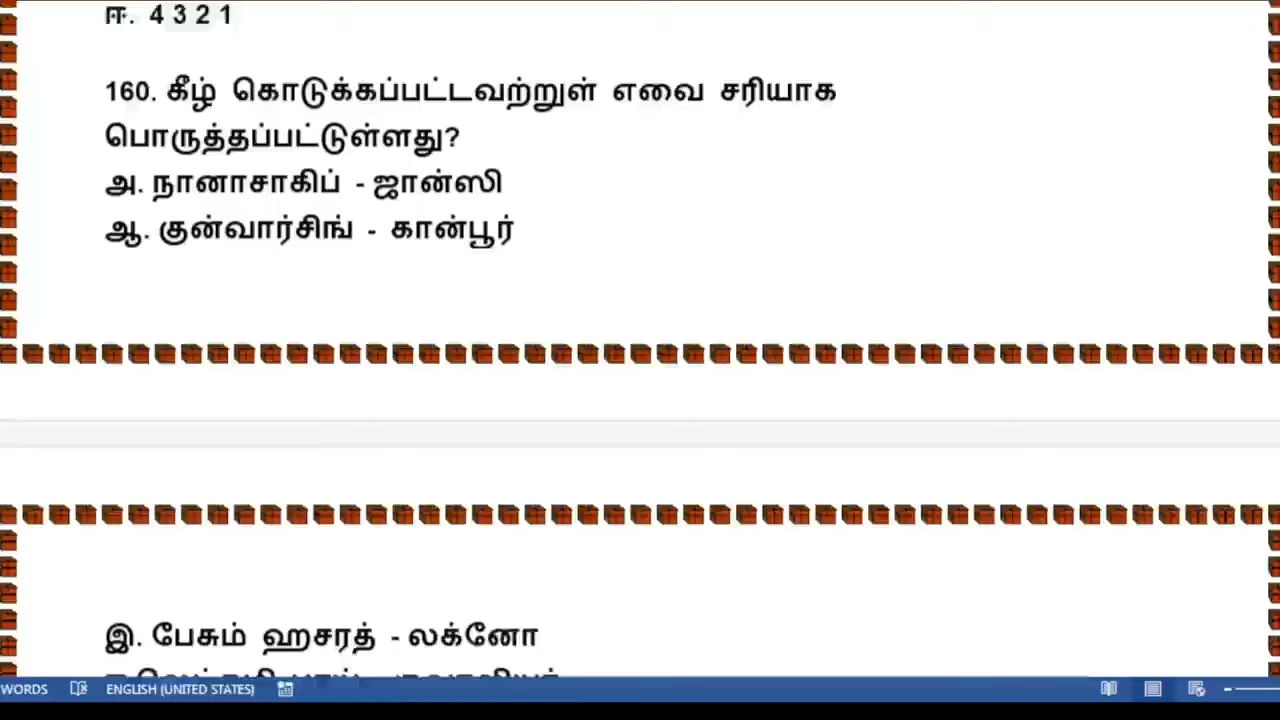 ஈ. 4 3 2 1
160. கீழ் கொடுக்கப்பட்டவற்றுள் எவை சரியாக
பொருத்தப்பட்டுள்ளது?
அ. நானாசாகிப் - ஜான்ஸி
ஆ. குன்வார்சிங் - கான்பூர்
இ. பேசும் ஹசரத் - லக்னோ
WORDS ENGLISH (UNITED STATES)